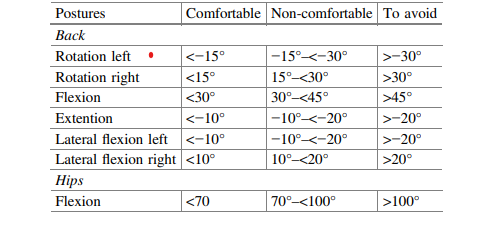 Postures Comfortable Non-comfortable To avoid
Back
Rotation left <−15° −15°–<−30° >−30°
Rotation right <15° 15°–<30° >30°
Flexion <30° 30°–<45° >45°
Extention <−10° −10°–<−20° >−20°
Lateral flexion left <−10° −10°–<−20° >−20°
Lateral flexion right <10° 10°–<20° >20°
Hips
Flexion <70 70°–<100° >100°